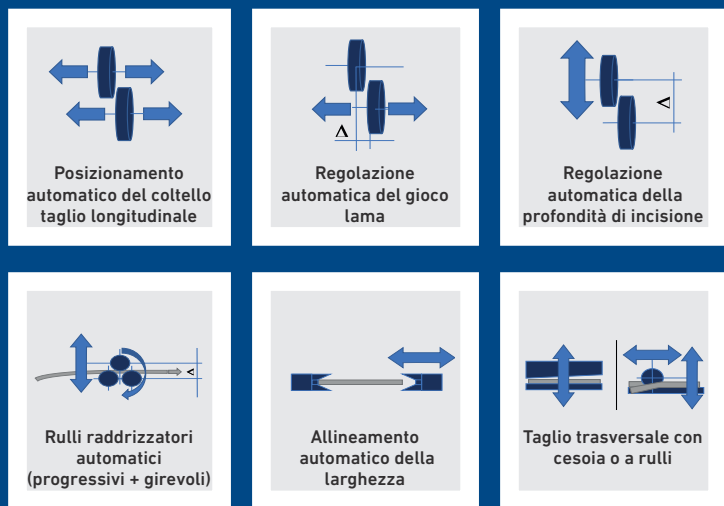 Posizionamento
automatico del coltello
taglio longitudinale
Δ
Regolazione
automatica del gioco
lama
Δ
Regolazione
automatica della
profondità di incisione
Δ
Rulli raddrizzatori
automatici
(progressivi + girevoli)
Allineamento
automatico della
larghezza
Taglio trasversale con
cesoia o a rulli